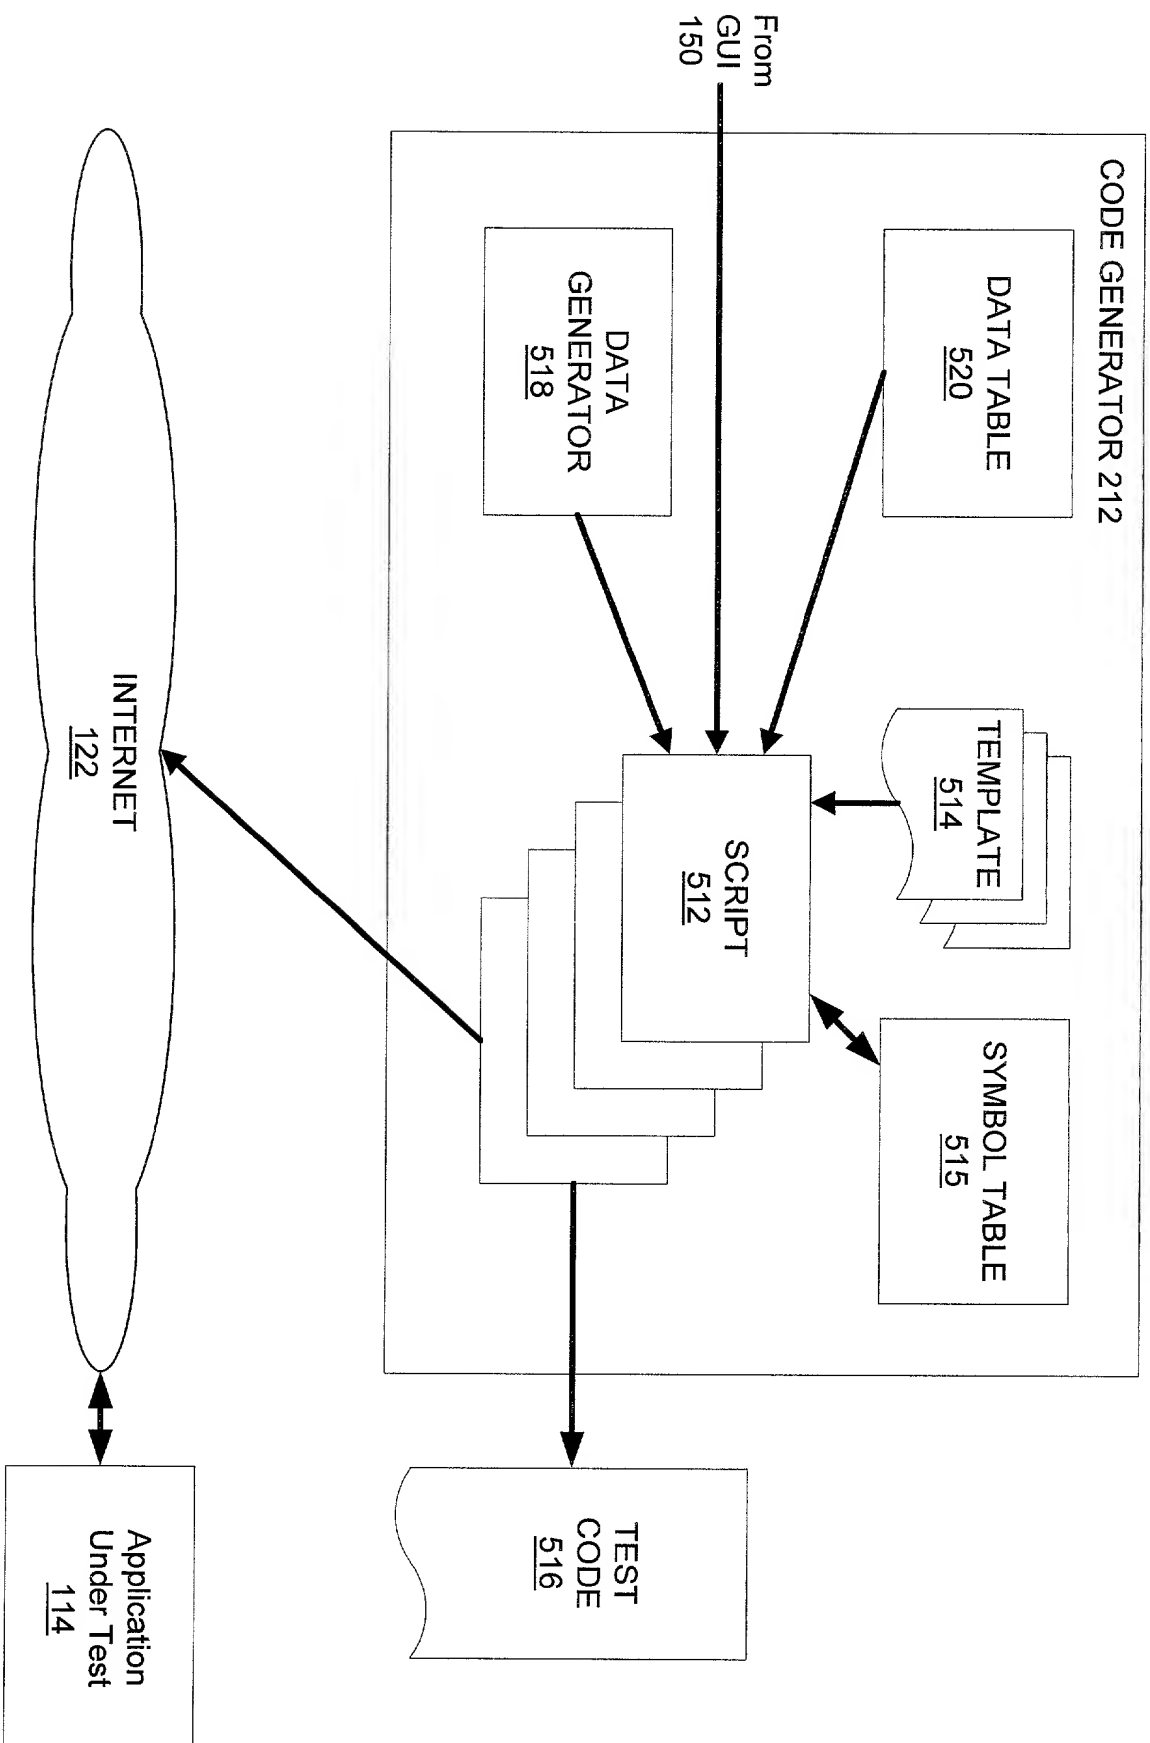 CODE GENERATOR 212
DATA TABLE
520
TEMPLATE
514
SYMBOL TABLE
515
From
GUI
150
SCRIPT
512
DATA
GENERATOR
518
TEST
CODE
516
INTERNET
122
Application
Under Test
114